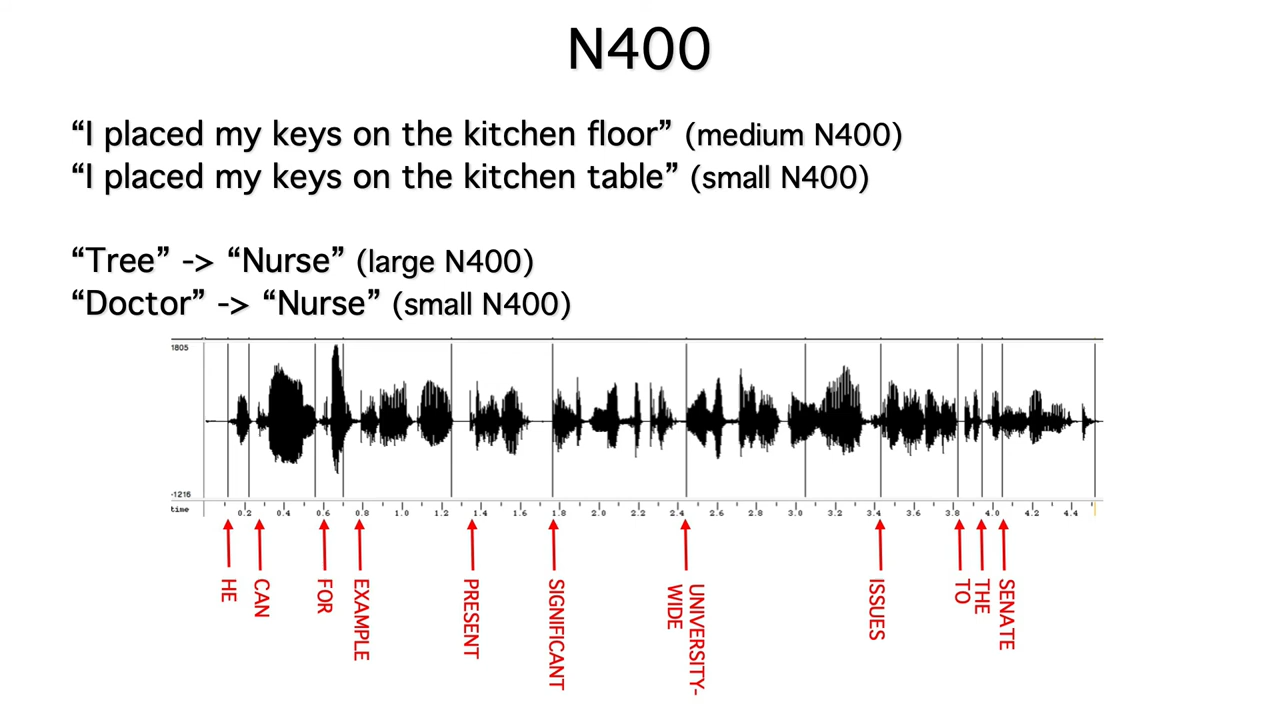 N400
“I placed my keys on the kitchen floor” (medium N400)
“I placed my keys on the kitchen table” (small N400)
“Tree” -> “Nurse” (large N400)
“Doctor” -> “Nurse” (small N400)
1805
-1216
time 0.2 0.4 0.6 0.8 1.0 1.2 1.4 1.6 1.8 2.0 2.2 2.4 2.6 2.8 3.0 3.2 3.4 3.6 3.8 4.0 4.2 4.4
HE
CAN
FOR
EXAMPLE
PRESENT
SIGNIFICANT
UNIVERSITY-
WIDE
ISSUES
TO
THE
SENATE